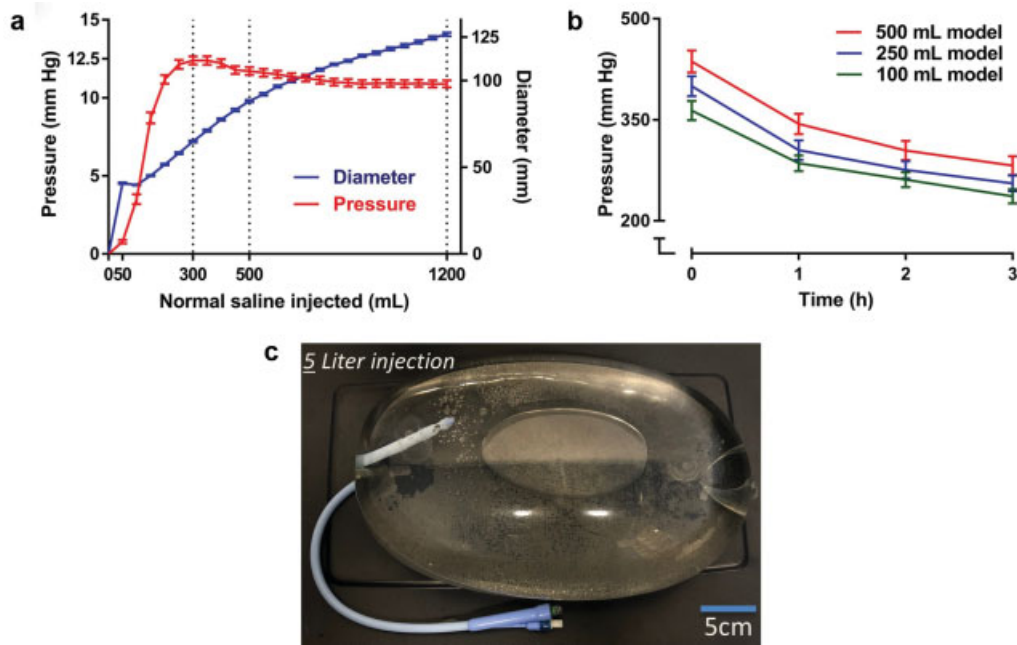 a
15
12.5
10
5
0
Pressure (mm Hg)
125
100
50
0
Diameter (mm)
Diameter
Pressure
0 50 300 500 1200
Normal saline injected (mL)
b
500
350
200
Pressure (mm Hg)
500 mL model
250 mL model
100 mL model
0 1 2 3
Time (h)
c
5 Liter injection
5cm